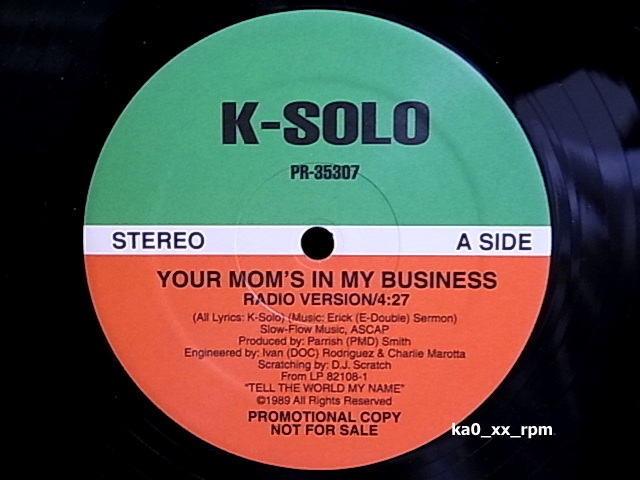 K-SOLO
PR-35307
STEREO
A SIDE
YOUR MOM'S IN MY BUSINESS
RADIO VERSION/4:27
(All Lyrics: K-Solo) (Music: Erick (E-Double) Sermon)
Slow-Flow Music, ASCAP
Produced by: Parrish (PMD) Smith
Engineered by: Ivan (DOC) Rodriguez & Charlie Marotta
Scratching by: D.J. Scratch
From LP 82108-1
"TELL THE WORLD MY NAME"
©1989 All Rights Reserved
PROMOTIONAL COPY
NOT FOR SALE
ka0_xx_rpm